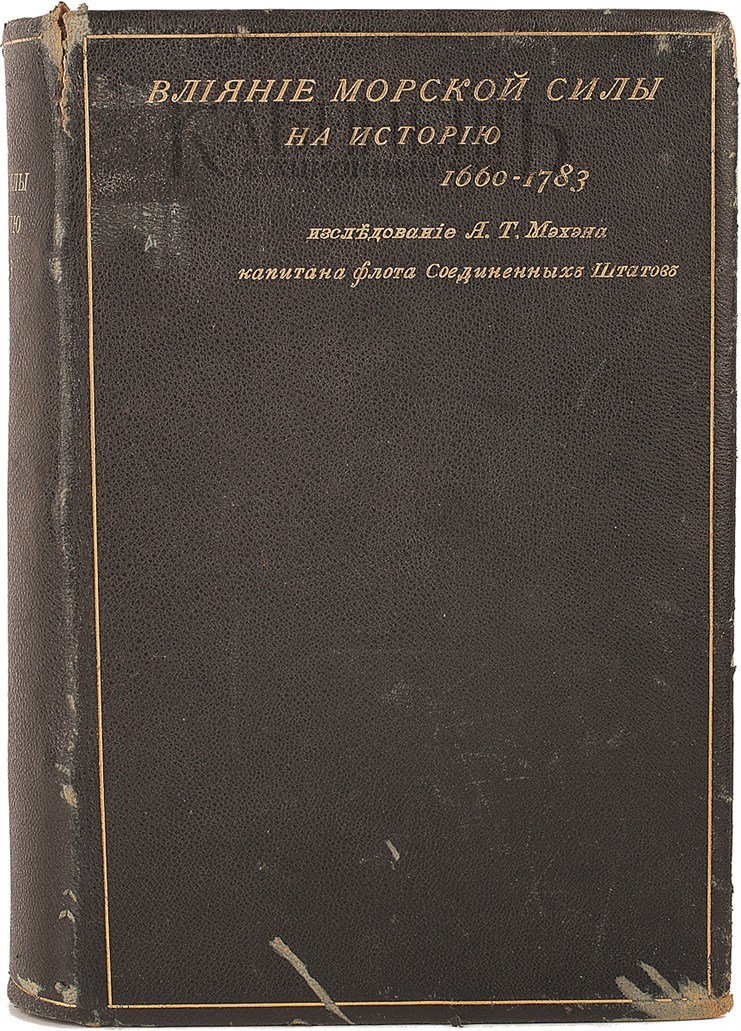 ВЛІЯНІЕ МОРСКОЙ СИЛЫ
НА ИСТОРІЮ
1660-1783
изслѣдованіе А. Т. Мэхэна
капитана флота Соединенныхъ Штатовъ